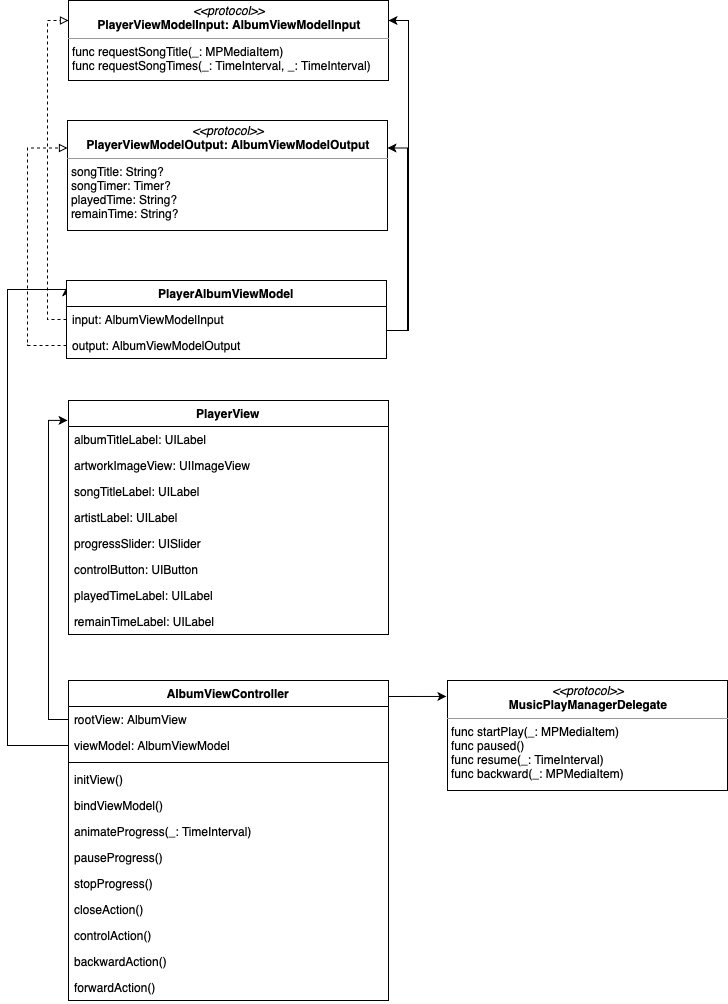 <<protocol>>
PlayerViewModelInput: AlbumViewModelInput
func requestSongTitle(_: MPMediaItem)
func requestSongTimes(_: TimeInterval, _: TimeInterval)
<<protocol>>
PlayerViewModelOutput: AlbumViewModelOutput
songTitle: String?
songTimer: Timer?
playedTime: String?
remainTime: String?
PlayerAlbumViewModel
input: AlbumViewModelInput
output: AlbumViewModelOutput
PlayerView
albumTitleLabel: UILabel
artworkImageView: UIImageView
songTitleLabel: UILabel
artistLabel: UILabel
progressSlider: UISlider
controlButton: UIButton
playedTimeLabel: UILabel
remainTimeLabel: UILabel
AlbumViewController
rootView: AlbumView
viewModel: AlbumViewModel
initView()
bindViewModel()
animateProgress(_: TimeInterval)
pauseProgress()
stopProgress()
closeAction()
controlAction()
backwardAction()
forwardAction()
<<protocol>>
MusicPlayManagerDelegate
func startPlay(_: MPMediaItem)
func paused()
func resume(_: TimeInterval)
func backward(_: MPMediaItem)